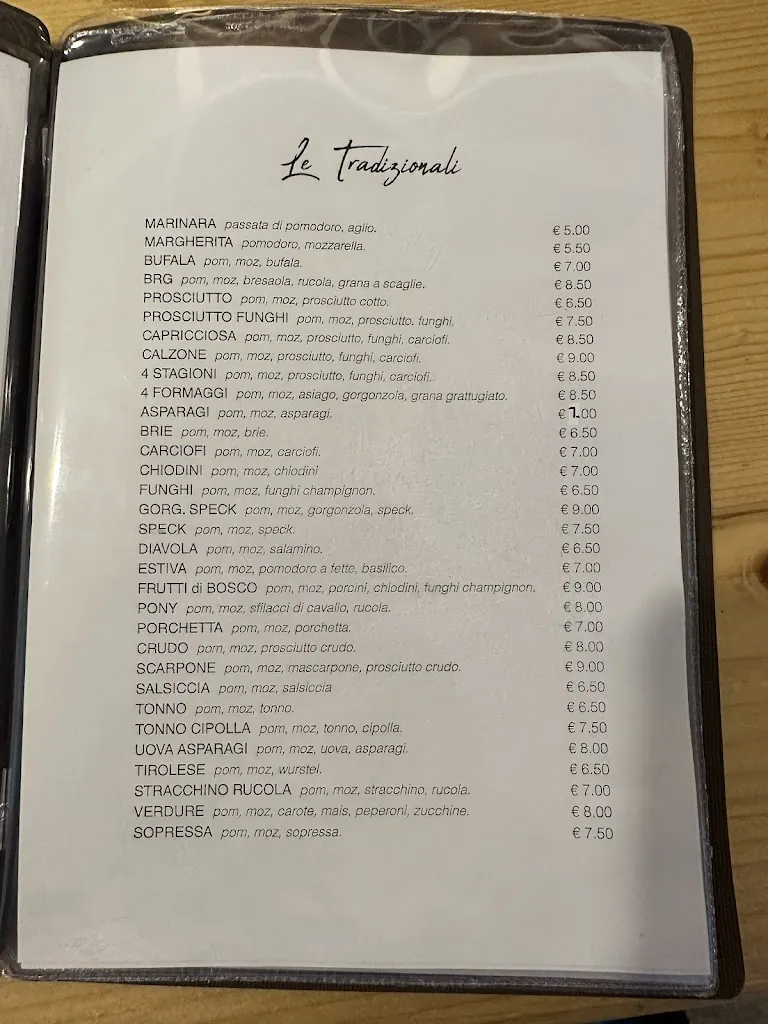 Le Tradizionali
MARINARA passata di pomodoro, aglio. € 5.00
MARGHERITA pomodoro, mozzarella. € 5.50
BUFALA pom, moz, bufala. € 7.00
BRG pom, moz, bresaola, rucola, grana a scaglie. € 8.50
PROSCIUTTO pom, moz, prosciutto cotto. € 6.50
PROSCIUTTO FUNGHI pom, moz, prosciutto. funghi. € 7.50
CAPRICCIOSA pom, moz, prosciutto, funghi, carciofi. € 8.50
CALZONE pom, moz, prosciutto, funghi, carciofi. € 9.00
4 STAGIONI pom, moz, prosciutto, funghi, carciofi. € 8.50
4 FORMAGGI pom, moz, asiago, gorgonzola, grana grattugiato. € 8.50
ASPARAGI pom, moz, asparagi. € 7.00
BRIE pom, moz, brie. € 6.50
CARCIOFI pom, moz, carciofi. € 7.00
CHIODINI pom, moz, chiodini € 7.00
FUNGHI pom, moz, funghi champignon. € 6.50
GORG. SPECK pom, moz, gorgonzola, speck. € 9.00
SPECK pom, moz, speck. € 7.50
DIAVOLA pom, moz, salamino. € 6.50
ESTIVA pom, moz, pomodoro a fette, basilico. € 7.00
FRUTTI di BOSCO pom, moz, porcini, chiodini, funghi champignon. € 9.00
PONY pom, moz, sfilacci di cavallo, rucola. € 8.00
PORCHETTA pom, moz, porchetta. € 7.00
CRUDO pom, moz, prosciutto crudo. € 8.00
SCARPONE pom, moz, mascarpone, prosciutto crudo. € 9.00
SALSICCIA pom, moz, salsiccia € 6.50
TONNO pom, moz, tonno. € 6.50
TONNO CIPOLLA pom, moz, tonno, cipolla. € 7.50
UOVA ASPARAGI pom, moz, uova, asparagi. € 8.00
TIROLESE pom, moz, wurstel. € 6.50
STRACCHINO RUCOLA pom, moz, stracchino, rucola. € 7.00
VERDURE pom, moz, carote, mais, peperoni, zucchine. € 8.00
SOPRESSA pom, moz, sopressa. € 7.50